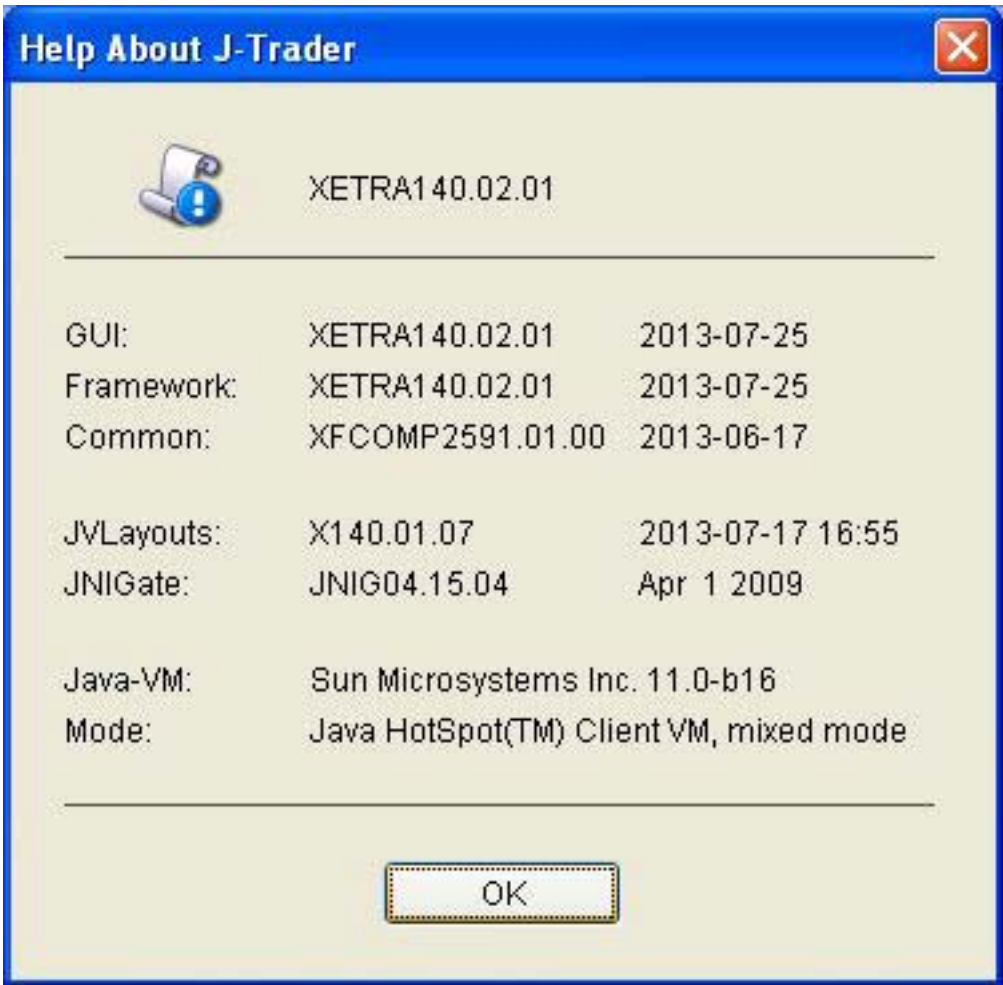 Help About J-Trader
XETRA140.02.01
GUI: XETRA140.02.01 2013-07-25
Framework: XETRA140.02.01 2013-07-25
Common: XFCOMP2591.01.00 2013-06-17
JVLayouts: X140.01.07 2013-07-17 16:55
JNIGate: JNIG04.15.04 Apr 1 2009
Java-VM: Sun Microsystems Inc. 11.0-b16
Mode: Java HotSpot(TM) Client VM, mixed mode
OK